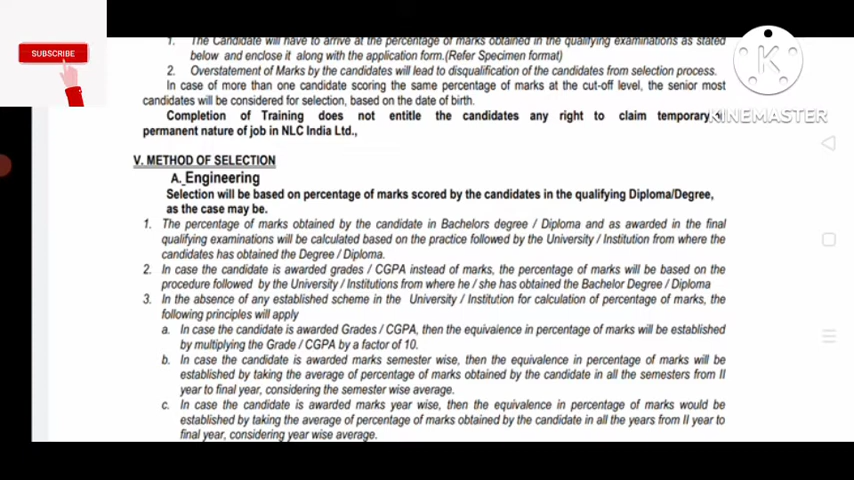 SUBSCRIBE
K
KINEMASTER
1. The Candidate will have to arrive at the percentage of marks obtained in the qualifying examinations as stated
below and enclose it along with the application form.(Refer Specimen format)
2. Overstatement of Marks by the candidates will lead to disqualification of the candidates from selection process.
In case of more than one candidate scoring the same percentage of marks at the cut-off level, the senior most
candidates will be considered for selection, based on the date of birth.
Completion of Training does not entitle the candidates any right to claim temporary
permanent nature of job in NLC India Ltd.,
V. METHOD OF SELECTION
A. Engineering
Selection will be based on percentage of marks scored by the candidates in the qualifying Diploma/Degree,
as the case may be.
1. The percentage of marks obtained by the candidate in Bachelors degree / Diploma and as awarded in the final
qualifying examinations will be calculated based on the practice followed by the University / Institution from where the
candidates has obtained the Degree / Diploma.
2. In case the candidate is awarded grades / CGPA instead of marks, the percentage of marks will be based on the
procedure followed by the University / Institutions from where he / she has obtained the Bachelor Degree / Diploma
3. In the absence of any established scheme in the University / Institution for calculation of percentage of marks, the
following principles will apply
a. In case the candidate is awarded Grades / CGPA, then the equivalence in percentage of marks will be established
by multiplying the Grade / CGPA by a factor of 10.
b. In case the candidate is awarded marks semester wise, then the equivalence in percentage of marks will be
established by taking the average of percentage of marks obtained by the candidate in all the semesters from II
year to final year, considering the semester wise average.
c. In case the candidate is awarded marks year wise, then the equivalence in percentage of marks would be
established by taking the average of percentage of marks obtained by the candidate in all the years from II year to
final year, considering year wise average.